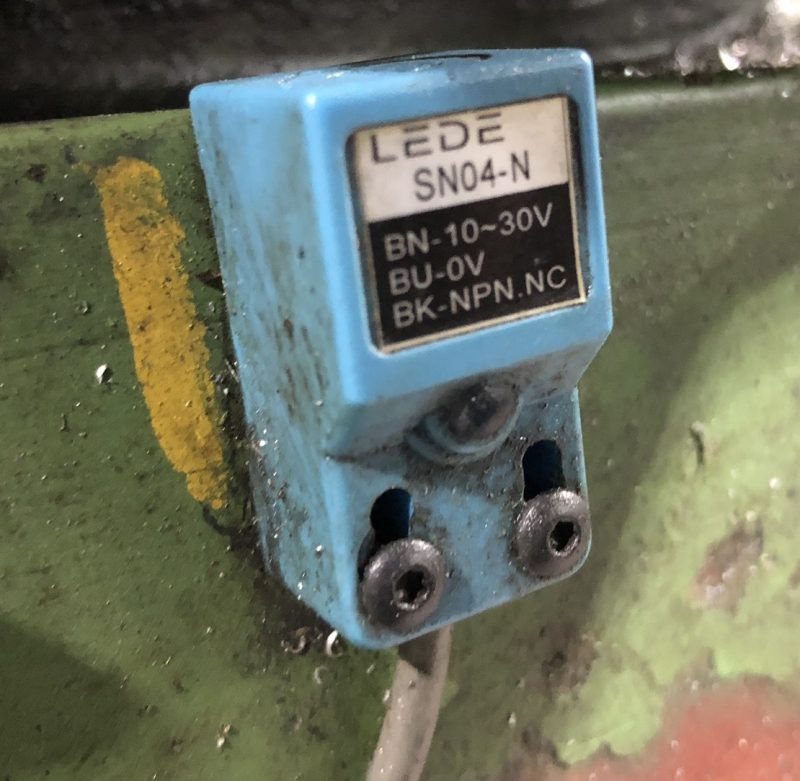 LEDE
SN04-N
BN-10~30V
BU-0V
BK-NPN.NC